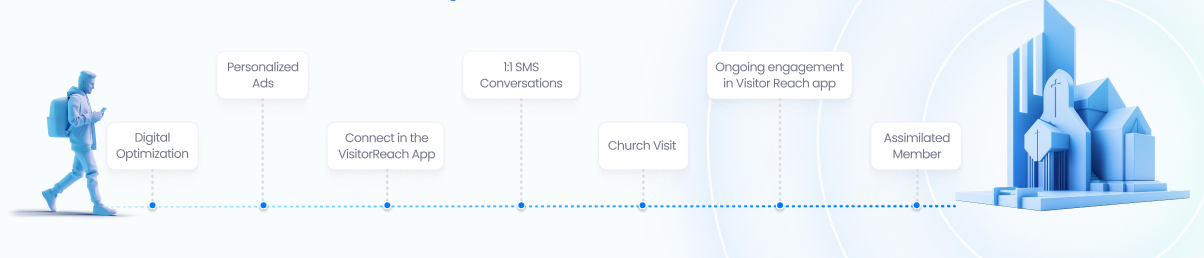 Digital
Optimization
Personalized
Ads
Connect in the
VisitorReach App
1:1 SMS
Conversations
Church Visit
Ongoing engagement
in Visitor Reach app
Assimilated
Member